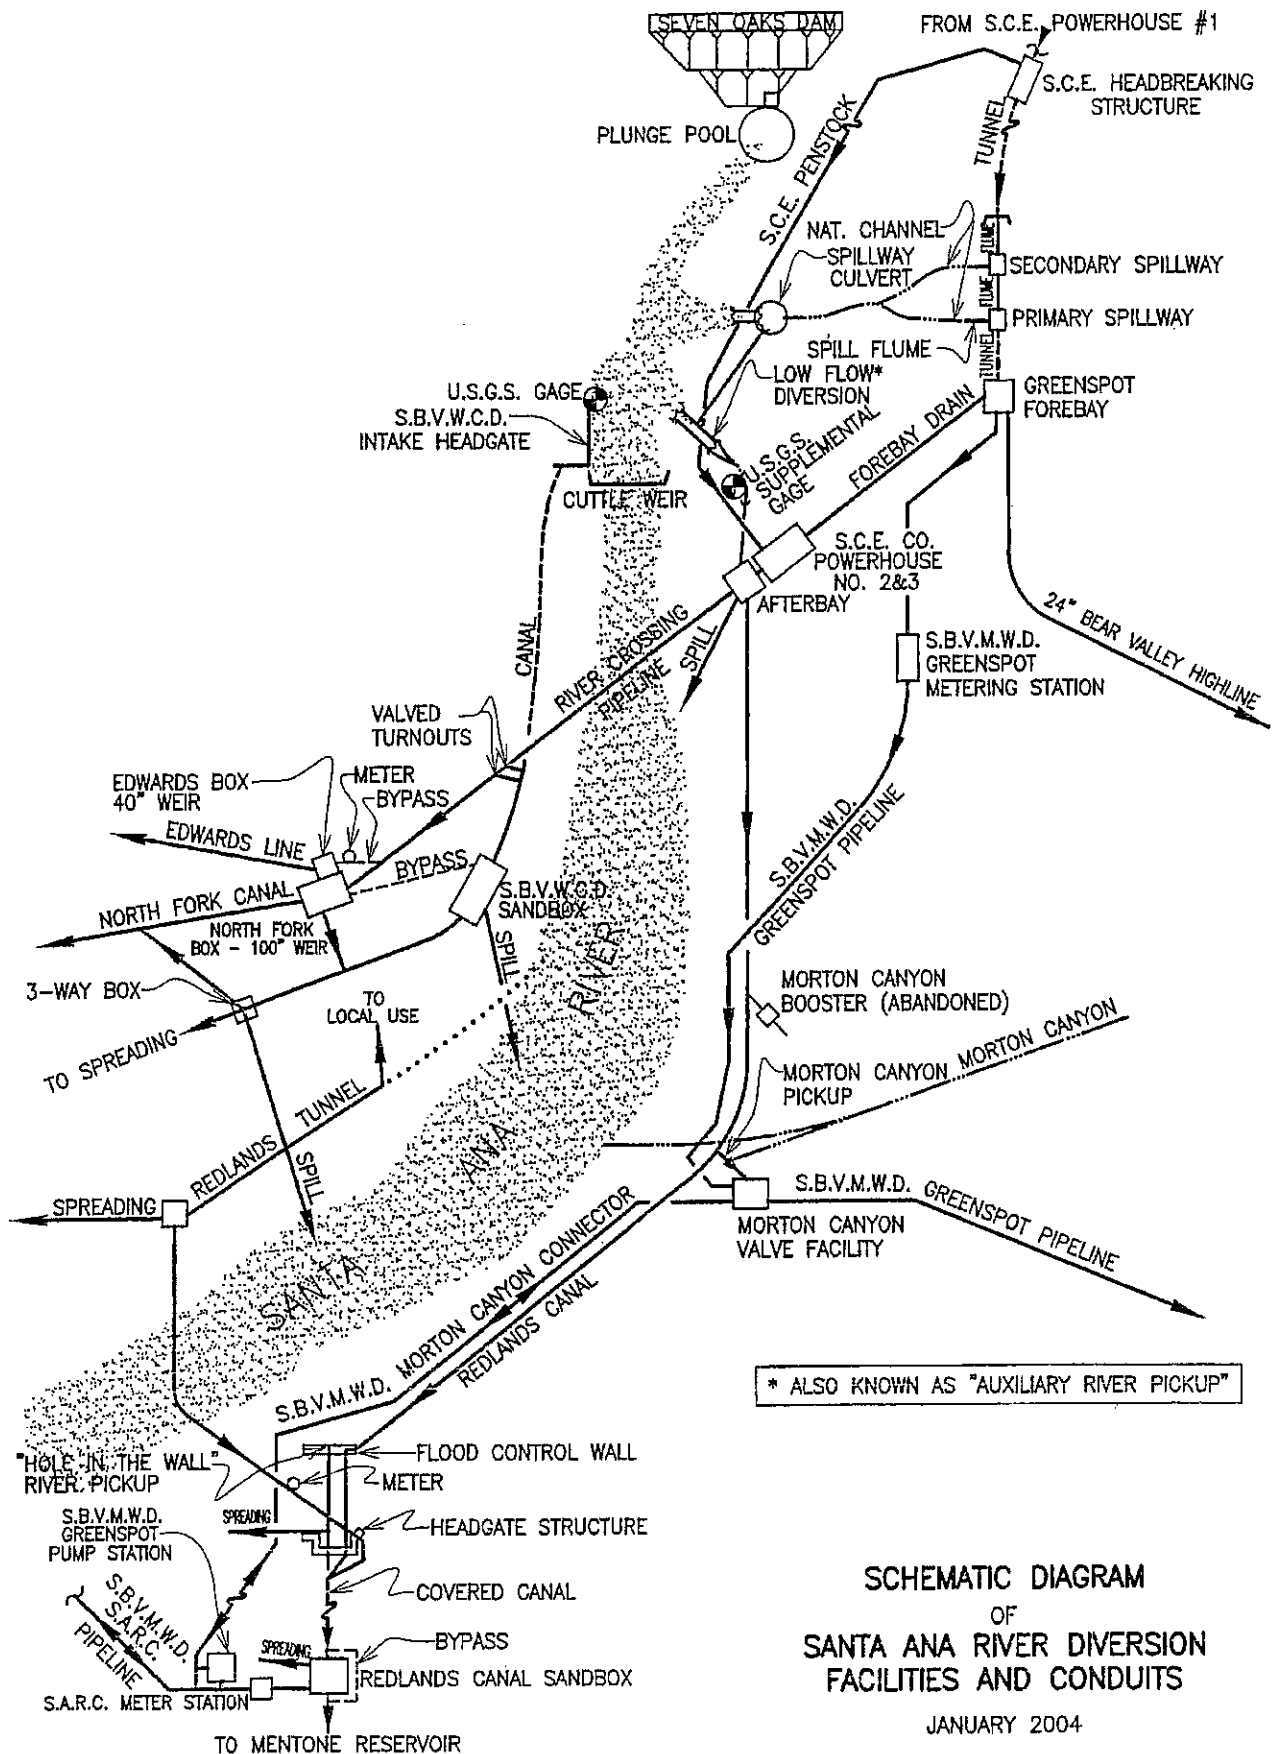 SEVEN OAKS DAM
FROM S.C.E. POWERHOUSE #1
S.C.E. HEADBREAKING
STRUCTURE
PLUNGE POOL
S.C.E. PENSTOCK
TUNNEL
NAT. CHANNEL
SPILLWAY
CULVERT
FLUME
SECONDARY SPILLWAY
FLUME
PRIMARY SPILLWAY
SPILL FLUME
TUNNEL
LOW FLOW*
DIVERSION
GREENSPOT
FOREBAY
U.S.G.S. GAGE
S.B.V.W.C.D.
INTAKE HEADGATE
U.S.G.S.
SUPPLEMENTAL
GAGE
FOREBAY DRAIN
CUTTLE WEIR
S.C.E. CO.
POWERHOUSE
NO. 2&3
AFTERBAY
CANAL
RIVER CROSSING
PIPELINE
SPILL
24" BEAR VALLEY HIGHLINE
S.B.V.M.W.D.
GREENSPOT
METERING STATION
VALVED
TURNOUTS
EDWARDS BOX
40" WEIR
METER
BYPASS
EDWARDS LINE
BYPASS
S.B.V.M.W.D.
GREENSPOT PIPELINE
NORTH FORK CANAL
S.B.V.W.C.D.
SANDBOX
NORTH FORK
BOX - 100" WEIR
SPILL
3-WAY BOX
TO
LOCAL USE
TO SPREADING
MORTON CANYON
BOOSTER (ABANDONED)
MORTON CANYON
MORTON CANYON
PICKUP
REDLANDS TUNNEL
SPILL
SPREADING
SANTA ANA RIVER
S.B.V.M.W.D. GREENSPOT PIPELINE
MORTON CANYON
VALVE FACILITY
S.B.V.M.W.D. MORTON CANYON CONNECTOR
REDLANDS CANAL
* ALSO KNOWN AS "AUXILIARY RIVER PICKUP"
"HOLE IN THE WALL"
RIVER PICKUP
FLOOD CONTROL WALL
METER
SPREADING
HEADGATE STRUCTURE
S.B.V.M.W.D.
GREENSPOT
PUMP STATION
COVERED CANAL
S.B.V.M.W.D.
S.A.R.C.
PIPELINE
SPREADING
BYPASS
REDLANDS CANAL SANDBOX
S.A.R.C. METER STATION
TO MENTONE RESERVOIR
SCHEMATIC DIAGRAM
OF
SANTA ANA RIVER DIVERSION
FACILITIES AND CONDUITS
JANUARY 2004